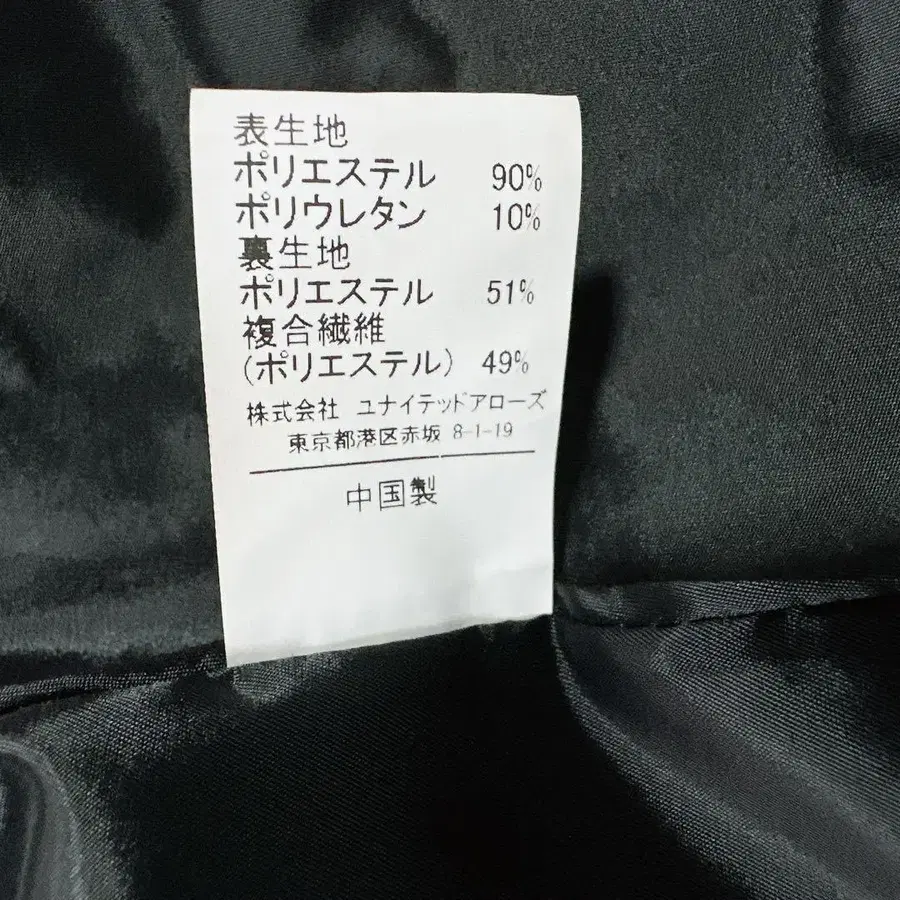 表生地
ポリエステル 90%
ポリウレタン 10%
裏生地
ポリエステル 51%
複合繊維
(ポリエステル) 49%
株式会社 ユナイテッドアローズ
東京都港区赤坂 8-1-19
中国製